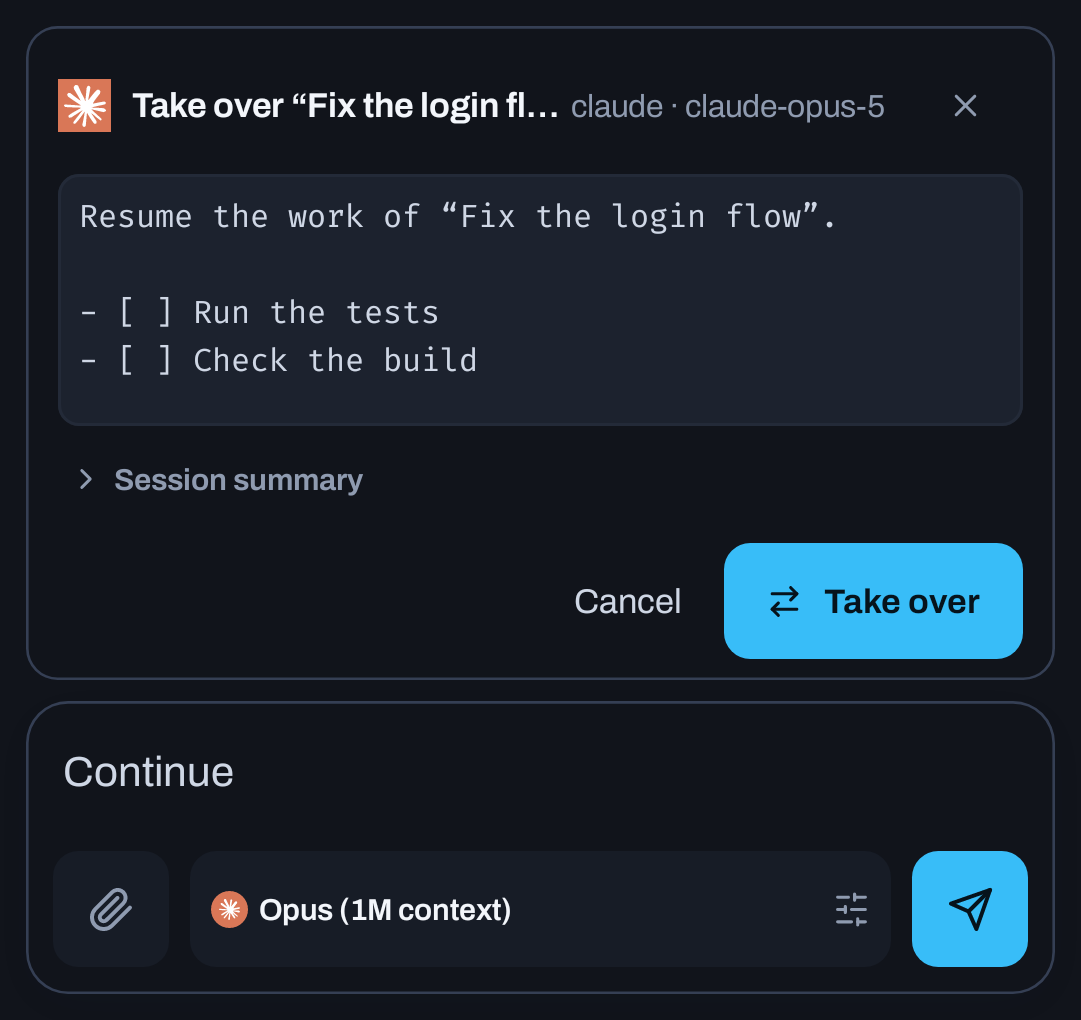 Take over “Fix the login fl… claude · claude-opus-5
Resume the work of “Fix the login flow”.
- [ ] Run the tests
- [ ] Check the build
Session summary
Cancel
Take over
Continue
Opus (1M context)